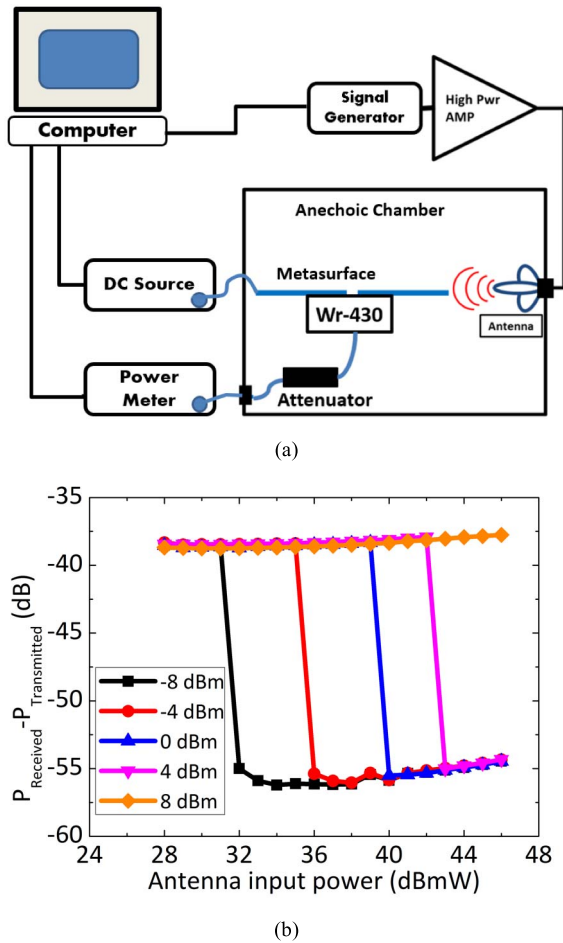 Computer
Signal
Generator
High Pwr
AMP
Anechoic Chamber
DC Source
Metasurface
Wr-430
Antenna
Power
Meter
Attenuator
(a)
P Received -P Transmitted (dB)
-35
-40
-45
-50
-55
-60
-8 dBm
-4 dBm
0 dBm
4 dBm
8 dBm
24 28 32 36 40 44 48
Antenna input power (dBmW)
(b)